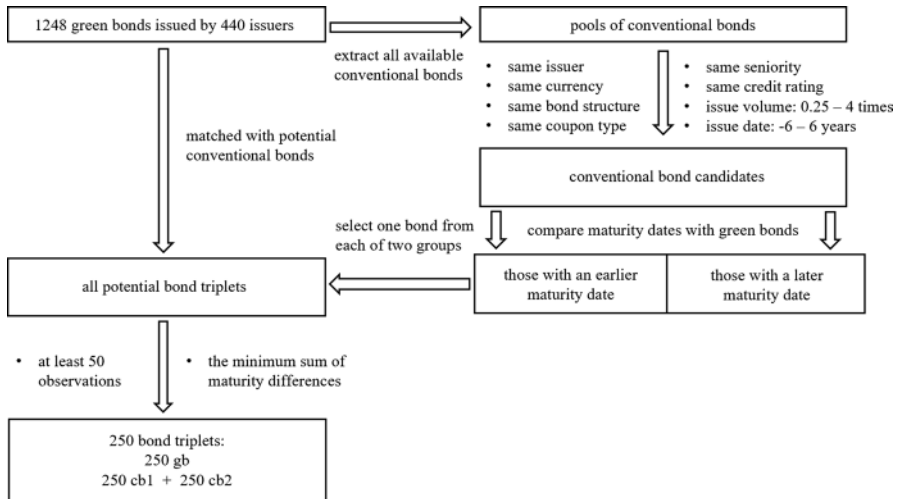 1248 green bonds issued by 440 issuers
extract all available
conventional bonds
pools of conventional bonds
• same issuer
• same currency
• same bond structure
• same coupon type
• same seniority
• same credit rating
• issue volume: 0.25 – 4 times
• issue date: -6 – 6 years
matched with potential
conventional bonds
conventional bond candidates
compare maturity dates with green bonds
select one bond from
each of two groups
those with an earlier
maturity date
those with a later
maturity date
all potential bond triplets
• at least 50
observations
• the minimum sum of
maturity differences
250 bond triplets:
250 gb
250 cb1 + 250 cb2